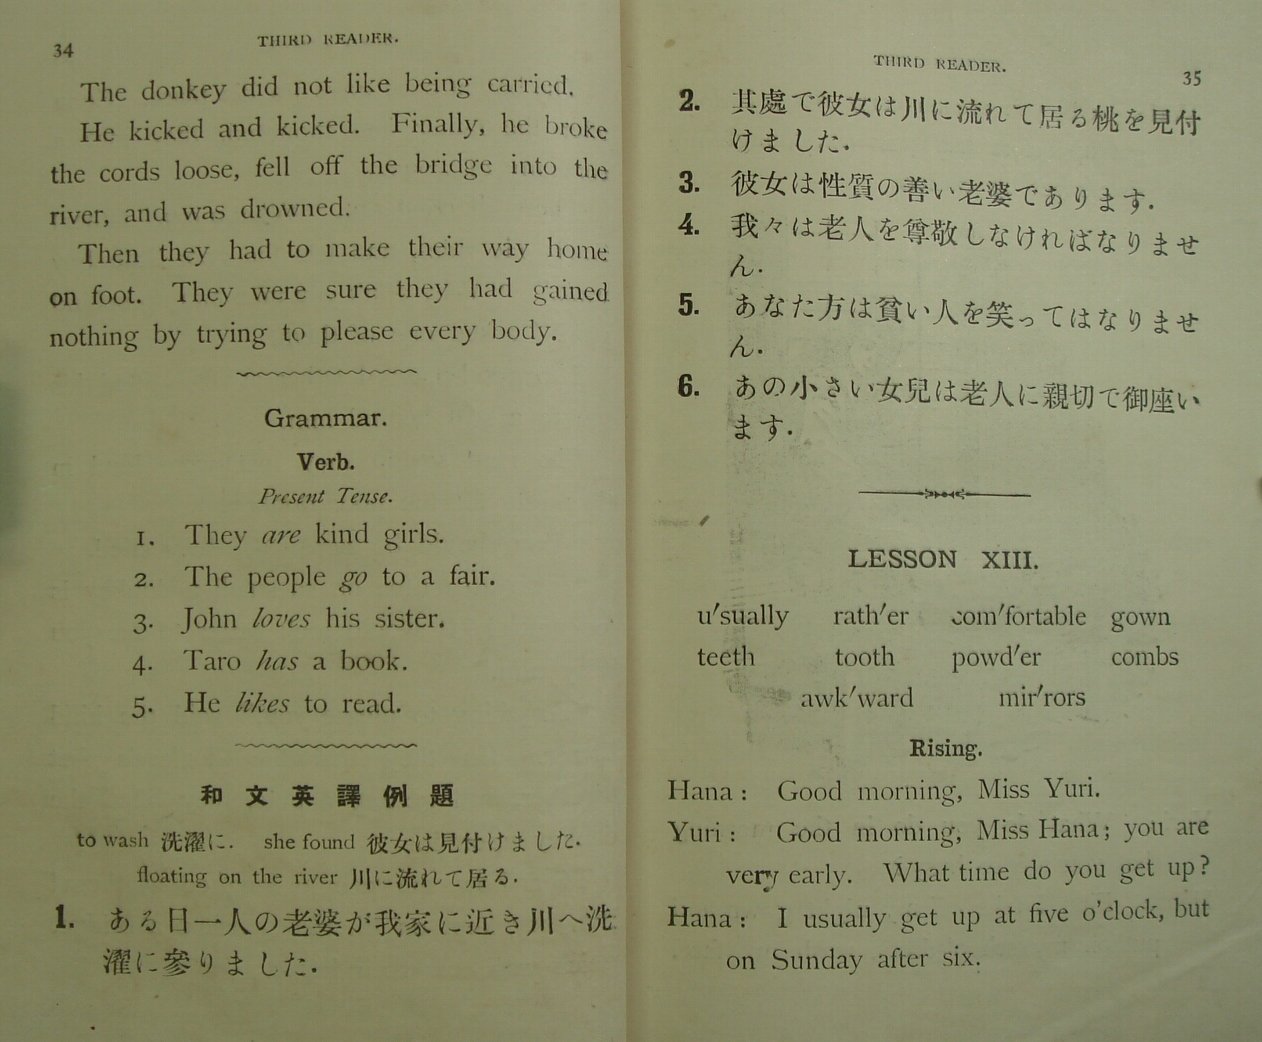 34
THIRD READER.
The donkey did not like being carried.
He kicked and kicked. Finally, he broke
the cords loose, fell off the bridge into the
river, and was drowned.
Then they had to make their way home
on foot. They were sure they had gained
nothing by trying to please every body.
Grammar.
Verb.
Present Tense.
1. They are kind girls.
2. The people go to a fair.
3. John loves his sister.
4. Taro has a book.
5. He likes to read.
和文英譯例題
to wash 洗濯に. she found 彼女は見付けました.
floating on the river 川に流れて居る.
1. ある日一人の老婆が我家に近き川へ洗
濯に參りました.
THIRD READER.
35
2. 其處で彼女は川に流れて居る桃を見付
けました.
3. 彼女は性質の善い老婆であります.
4. 我々は老人を尊敬しなければなりませ
ん.
5. あなた方は貧い人を笑ってはなりませ
ん.
6. あの小さい女兒は老人に親切で御座い
ます.
LESSON XIII.
u'sually rath'er com'fortable gown
teeth tooth powd'er combs
awk'ward mir'rors
Rising.
Hana: Good morning, Miss Yuri.
Yuri: Good morning, Miss Hana; you are
very early. What time do you get up?
Hana: I usually get up at five o'clock, but
on Sunday after six.